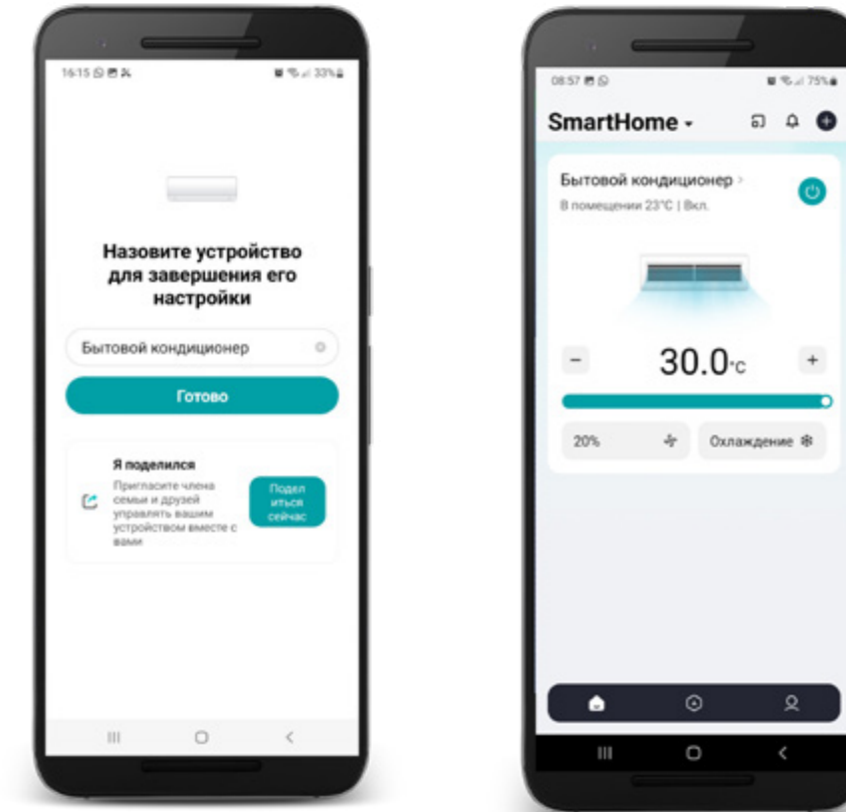 16:15
33%
Назовите устройство
для завершения его
настройки
Бытовой кондиционер
Готово
Я поделился
Пригласите члена
семьи и друзей
управлять вашим
устройством вместе с
вами
Подел
иться
сейчас
08:57
75%
SmartHome
Бытовой кондиционер >
В помещении 23°C | Вкл.
− 30.0°C +
20%
Охлаждение